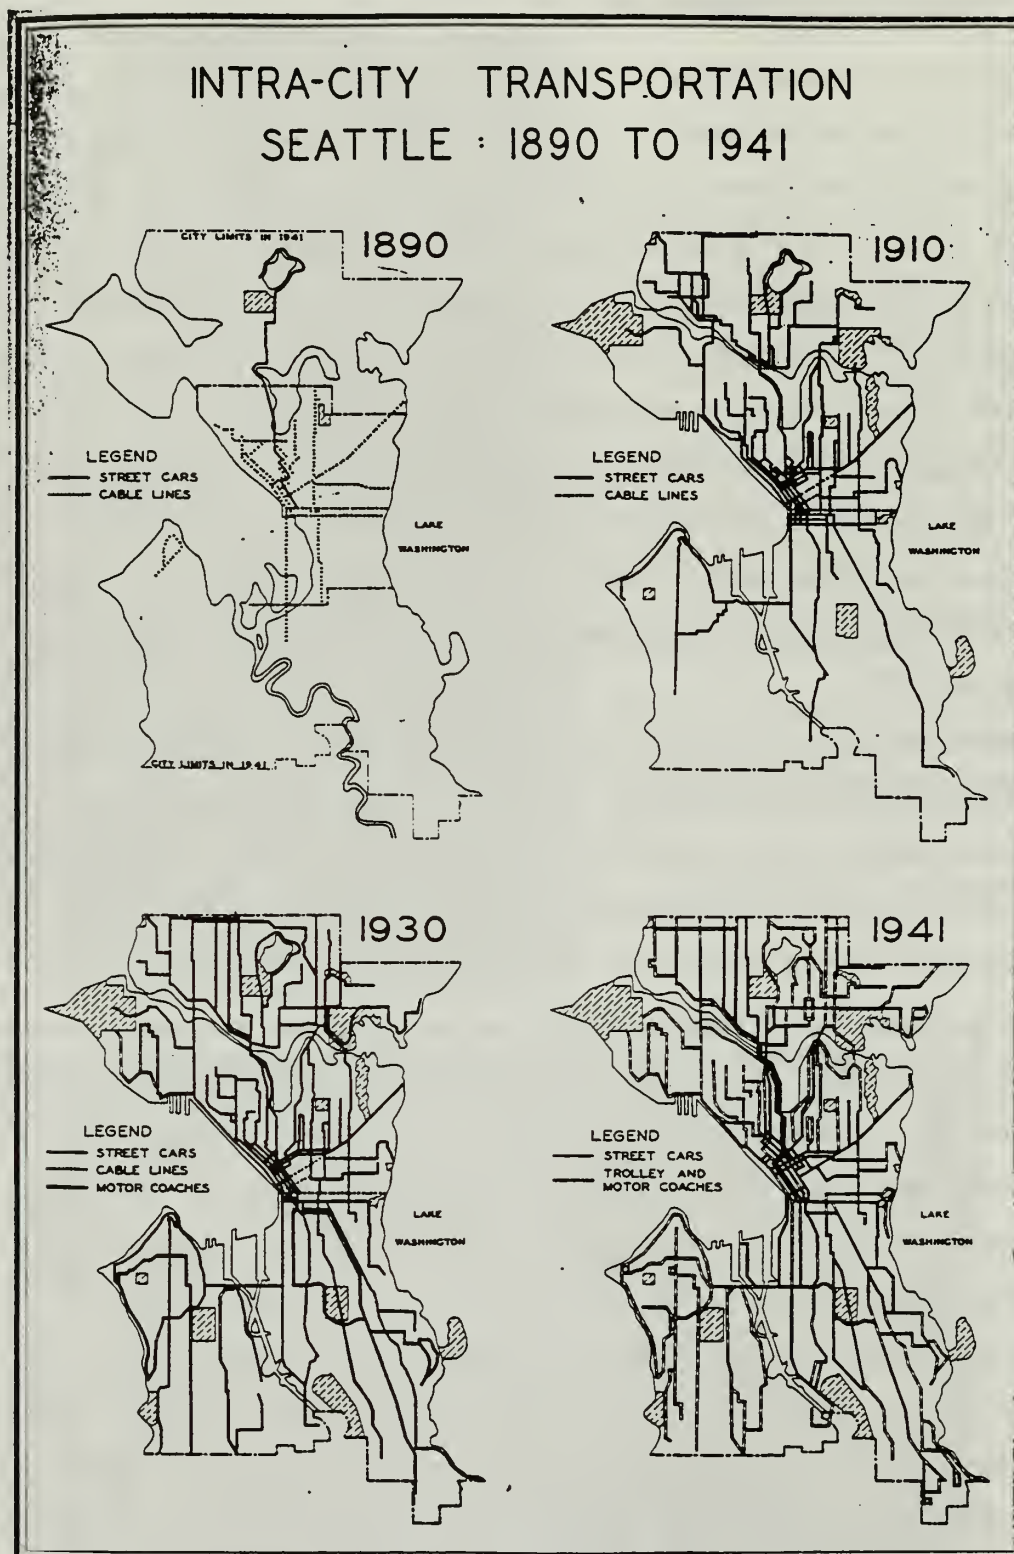 INTRA-CITY TRANSPORTATION
SEATTLE : 1890 TO 1941
CITY LIMITS IN 1941
1890
LEGEND
STREET CARS
CABLE LINES
LAKE
WASHINGTON
CITY LIMITS IN 1941
1910
LEGEND
STREET CARS
CABLE LINES
LAKE
WASHINGTON
1930
LEGEND
STREET CARS
CABLE LINES
MOTOR COACHES
LAKE
WASHINGTON
1941
LEGEND
STREET CARS
TROLLEY AND
MOTOR COACHES
LAKE
WASHINGTON